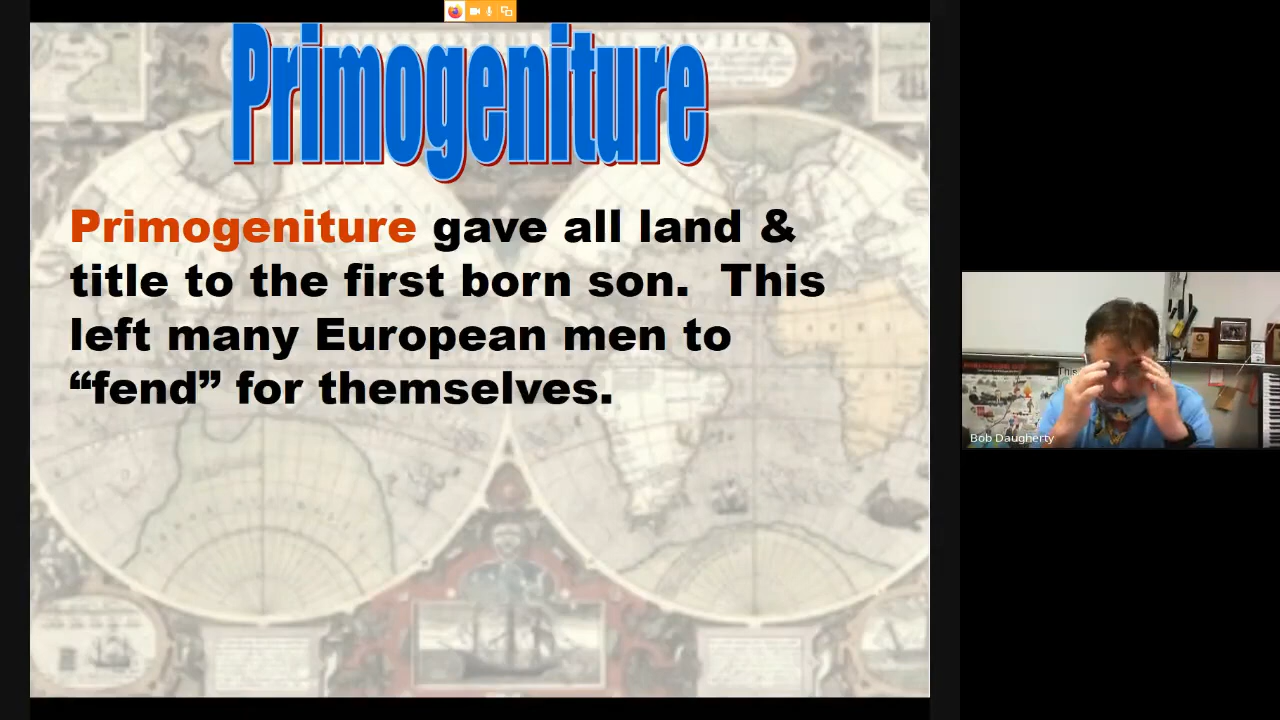 Primogeniture
Primogeniture gave all land &
title to the first born son.  This
left many European men to
“fend” for themselves.
This
Bob Daugherty